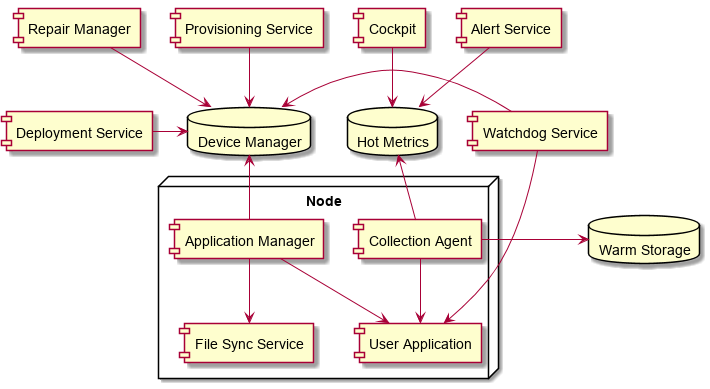 Repair Manager
Provisioning Service
Cockpit
Alert Service
Deployment Service
Device Manager
Hot Metrics
Watchdog Service
Node
Application Manager
Collection Agent
Warm Storage
File Sync Service
User Application